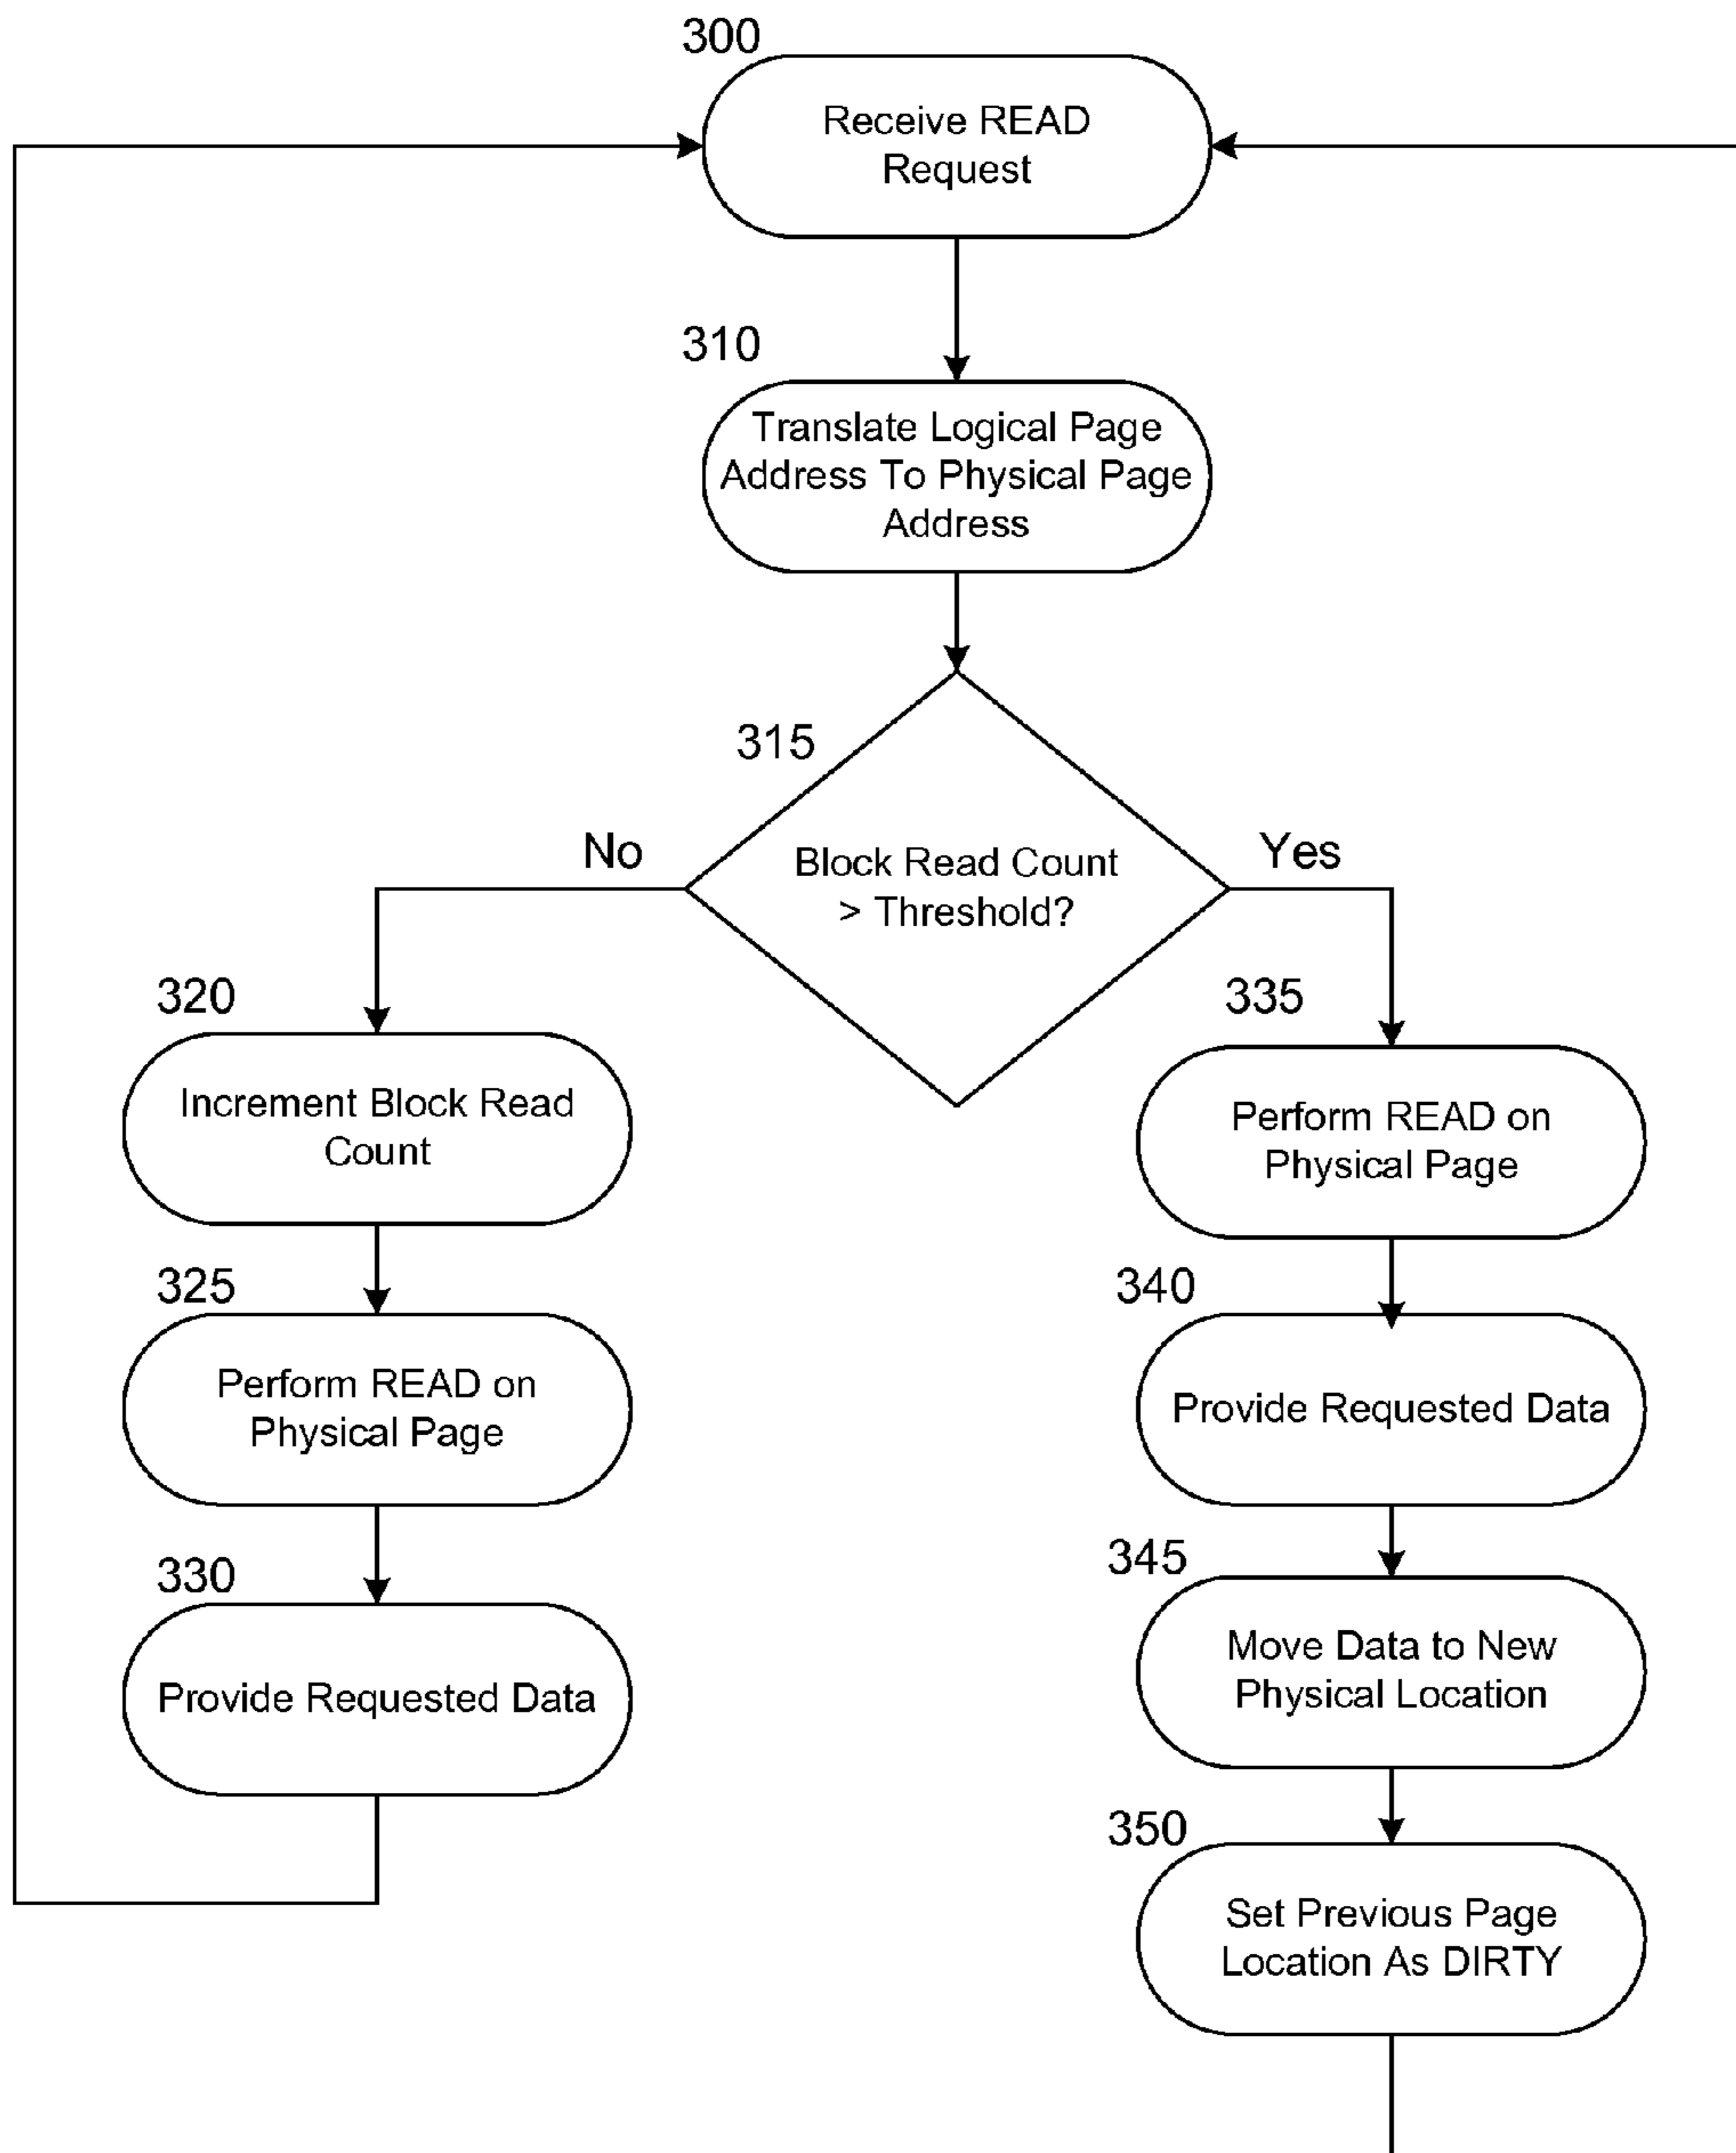 300
Receive READ
Request
310
Translate Logical Page
Address To Physical Page
Address
315
No
Block Read Count
> Threshold?
Yes
320
Increment Block Read
Count
335
Perform READ on
Physical Page
325
Perform READ on
Physical Page
340
Provide Requested Data
330
Provide Requested Data
345
Move Data to New
Physical Location
350
Set Previous Page
Location As DIRTY